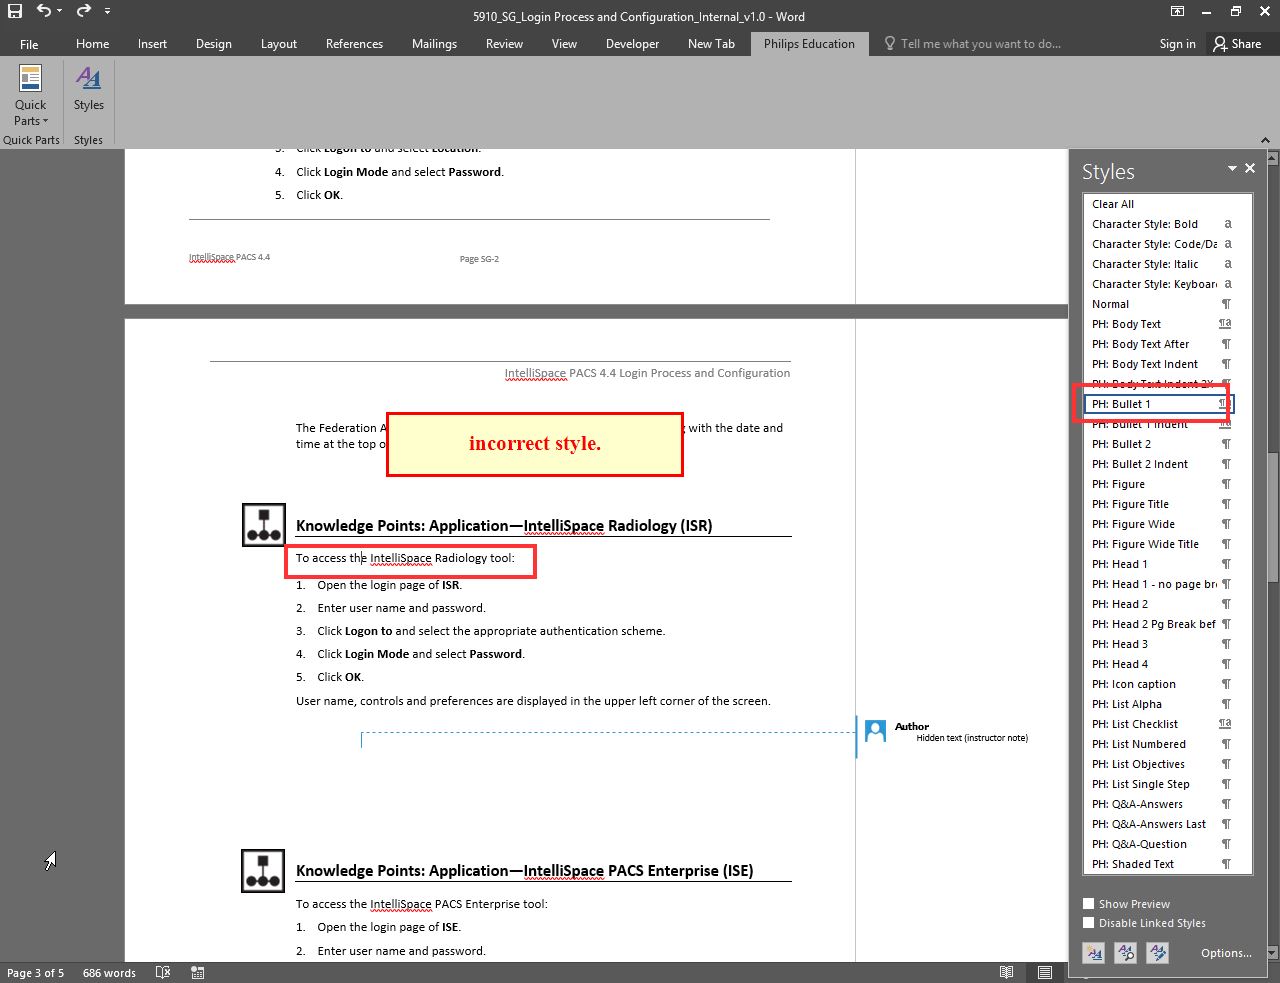 5910_SG_Login Process and Configuration_Internal_v1.0 - Word
File Home Insert Design Layout References Mailings Review View Developer New Tab Philips Education Tell me what you want to do... Sign in Share
Quick Parts
Styles
Quick Parts Styles
3. Click Logon to and select Location.
4. Click Login Mode and select Password.
5. Click OK.
IntelliSpace PACS 4.4 Page SG-2
IntelliSpace PACS 4.4 Login Process and Configuration
The Federation with the date and
time at the top
incorrect style.
Knowledge Points: Application—IntelliSpace Radiology (ISR)
To access the IntelliSpace Radiology tool:
1. Open the login page of ISR.
2. Enter user name and password.
3. Click Logon to and select the appropriate authentication scheme.
4. Click Login Mode and select Password.
5. Click OK.
User name, controls and preferences are displayed in the upper left corner of the screen.
Author
Hidden text (instructor note)
Knowledge Points: Application—IntelliSpace PACS Enterprise (ISE)
To access the IntelliSpace PACS Enterprise tool:
1. Open the login page of ISE.
2. Enter user name and password.
Styles
Clear All
Character Style: Bold a
Character Style: Code/Da a
Character Style: Italic a
Character Style: Keyboar a
Normal ¶
PH: Body Text ¶a
PH: Body Text After ¶
PH: Body Text Indent ¶
PH: Body Text Indent 2X ¶
PH: Bullet 1 ¶a
PH: Bullet 1 Indent ¶a
PH: Bullet 2 ¶
PH: Bullet 2 Indent ¶
PH: Figure ¶
PH: Figure Title ¶
PH: Figure Wide ¶
PH: Figure Wide Title ¶
PH: Head 1 ¶
PH: Head 1 - no page bre ¶
PH: Head 2 ¶
PH: Head 2 Pg Break bef ¶
PH: Head 3 ¶
PH: Head 4 ¶
PH: Icon caption ¶
PH: List Alpha ¶
PH: List Checklist ¶a
PH: List Numbered ¶
PH: List Objectives ¶
PH: List Single Step ¶
PH: Q&A-Answers ¶
PH: Q&A-Answers Last ¶
PH: Q&A-Question ¶
PH: Shaded Text ¶
Show Preview
Disable Linked Styles
Options...
Page 3 of 5 686 words